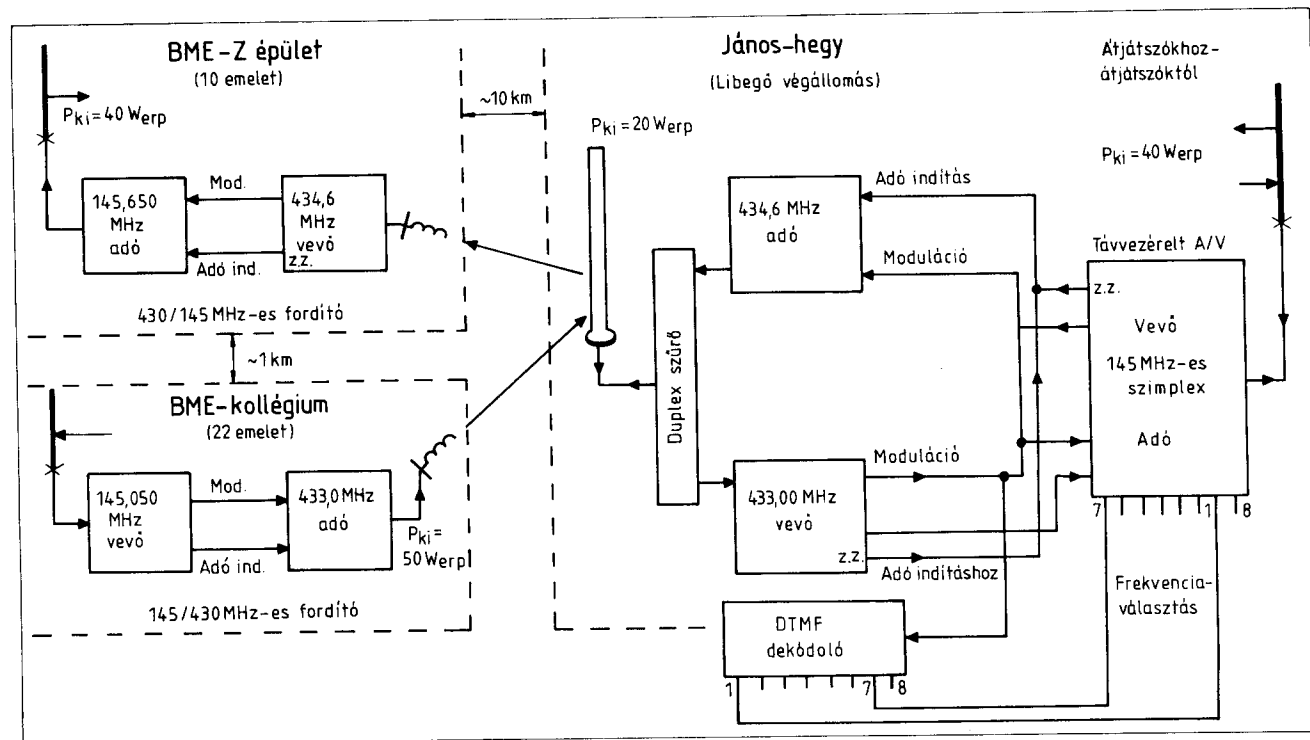 BME-Z épület
(10 emelet)
Pki = 40 Werp
145,650
MHz
adó
Mod.
Adó ind.
434,6
MHz
vevő
z.z.
430/145 MHz-es fordító
~10 km
~1 km
BME-kollégium
(22 emelet)
145,050
MHz
vevő
Mod.
Adó ind.
433,0 MHz
adó
Pki =
50 Werp
145/430 MHz-es fordító
János-hegy
(Libegő végállomás)
Pki = 20 Werp
Duplex szűrő
434,6 MHz
adó
Adó indítás
Moduláció
433,00 MHz
vevő
z.z.
Moduláció
Adó indításhoz
DTMF
dekódoló
1
7
8
Átjátszókhoz-
átjátszóktól
Pki = 40 Werp
Távvezérelt A/V
z.z.
Vevő
145 MHz-es
szimplex
Adó
7
1
8
Frekvencia-
választás